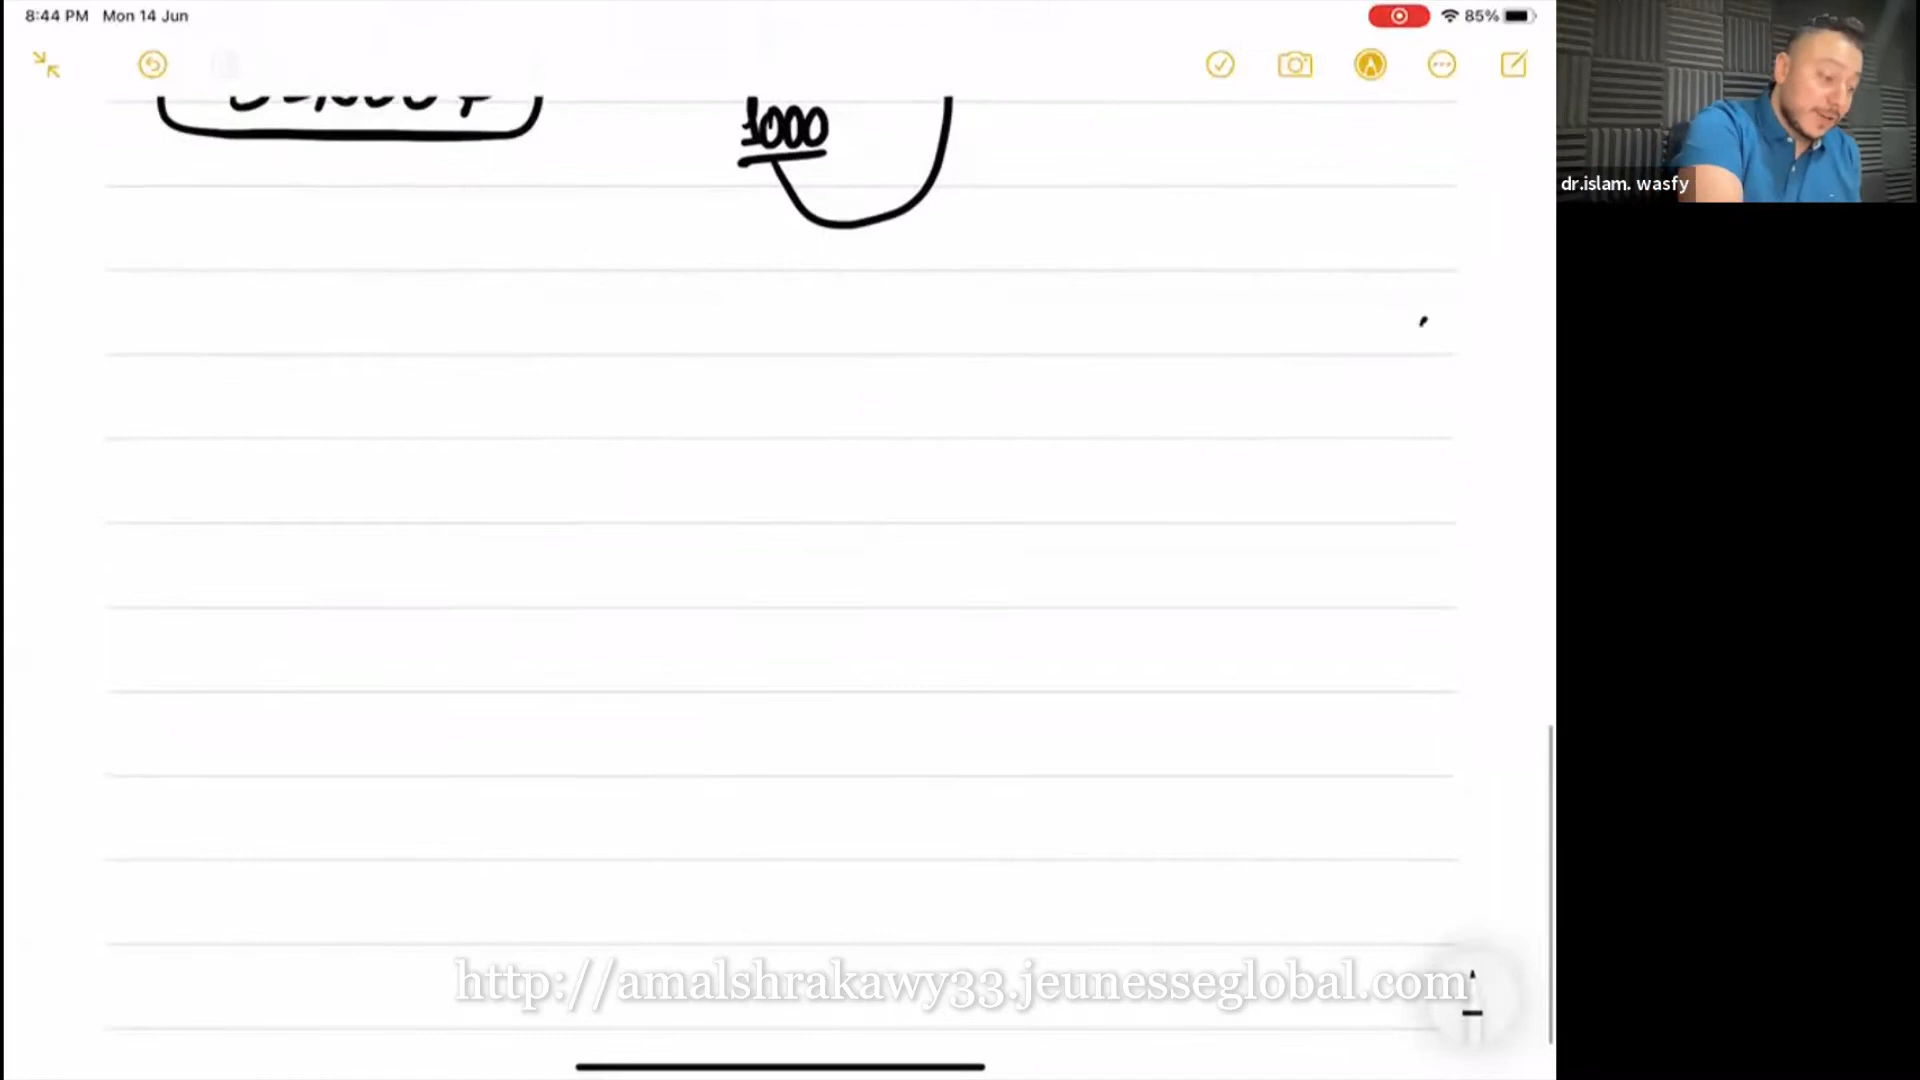 8:44 PM Mon 14 Jun
85%
1000
dr.islam. wasfy
http://amalshrakawy33.jeunesseglobal.com